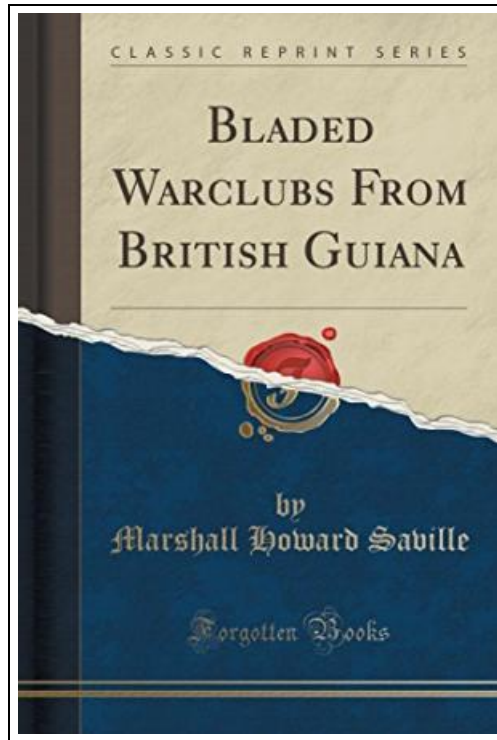 CLASSIC REPRINT SERIES
BLADED
WARCLUBS FROM
BRITISH GUIANA
by
Marshall Howard Saville
Forgotten Books